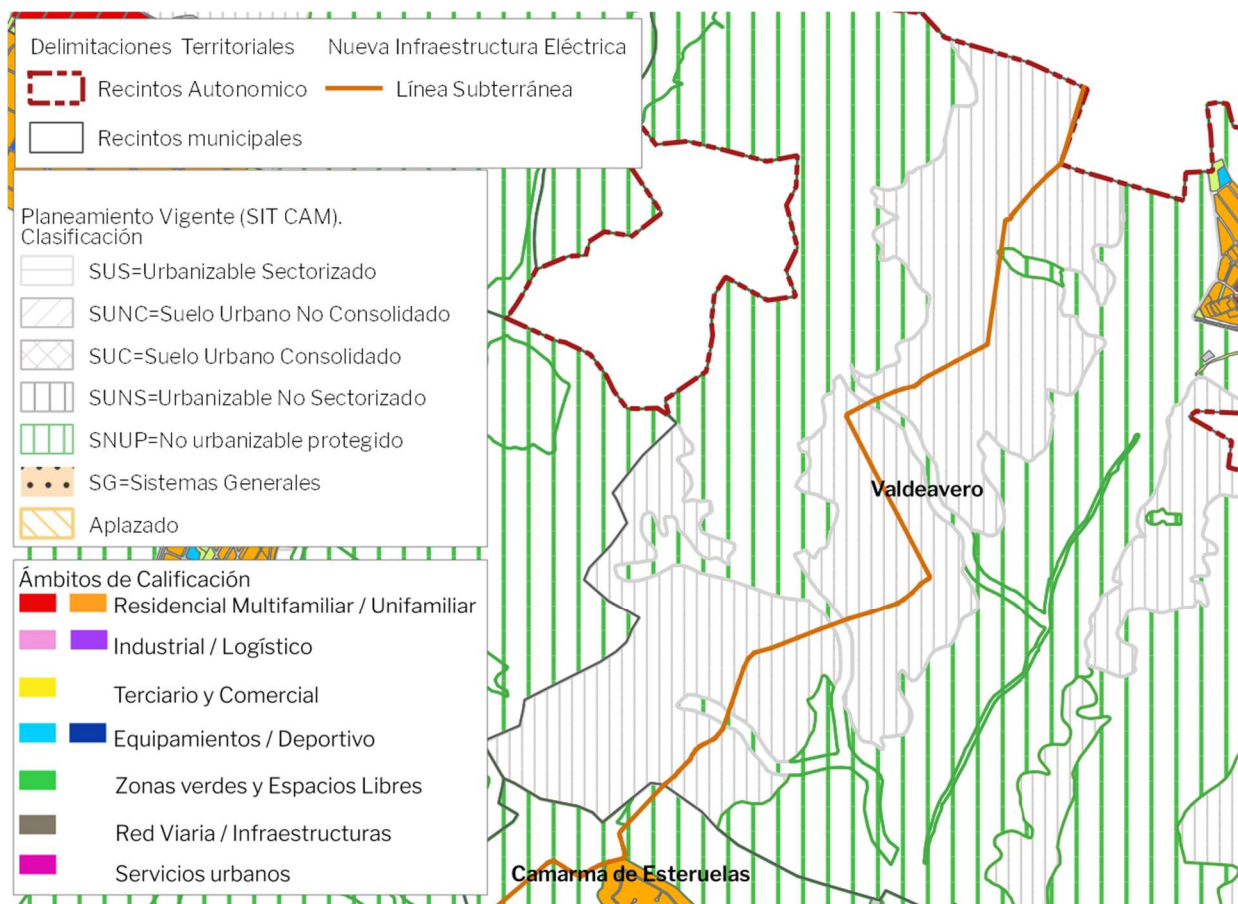 Delimitaciones Territoriales
Nueva Infraestructura Eléctrica
Recintos Autonomico
Línea Subterránea
Recintos municipales
Planeamiento Vigente (SIT CAM).
Clasificación
SUS=Urbanizable Sectorizado
SUNC=Suelo Urbano No Consolidado
SUC=Suelo Urbano Consolidado
SUNS=Urbanizable No Sectorizado
SNUP=No urbanizable protegido
SG=Sistemas Generales
Aplazado
Ámbitos de Calificación
Residencial Multifamiliar / Unifamiliar
Industrial / Logístico
Terciario y Comercial
Equipamientos / Deportivo
Zonas verdes y Espacios Libres
Red Viaria / Infraestructuras
Servicios urbanos
Valdeavero
Camarma de Esteruelas